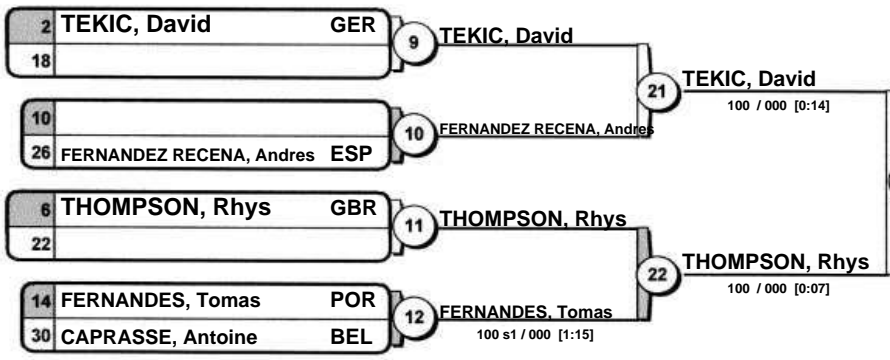 2 TEKIC, David GER
18
9 TEKIC, David
10
26 FERNANDEZ RECENA, Andres ESP
10 FERNANDEZ RECENA, Andres
21 TEKIC, David
100 / 000 [0:14]
6 THOMPSON, Rhys GBR
22
11 THOMPSON, Rhys
14 FERNANDES, Tomas POR
30 CAPRASSE, Antoine BEL
12 FERNANDES, Tomas
100 s1 / 000 [1:15]
22 THOMPSON, Rhys
100 / 000 [0:07]